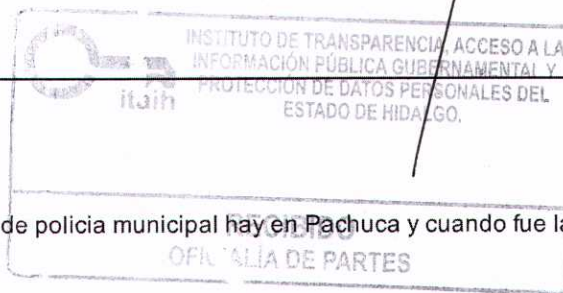 INSTITUTO DE TRANSPARENCIA, ACCESO A LA
INFORMACIÓN PÚBLICA GUBERNAMENTAL Y
PROTECCIÓN DE DATOS PERSONALES DEL
ESTADO DE HIDALGO.
itaih
de policia municipal hay en Pachuca y cuando fue la
RECIBIDO
OFICIALÍA DE PARTES